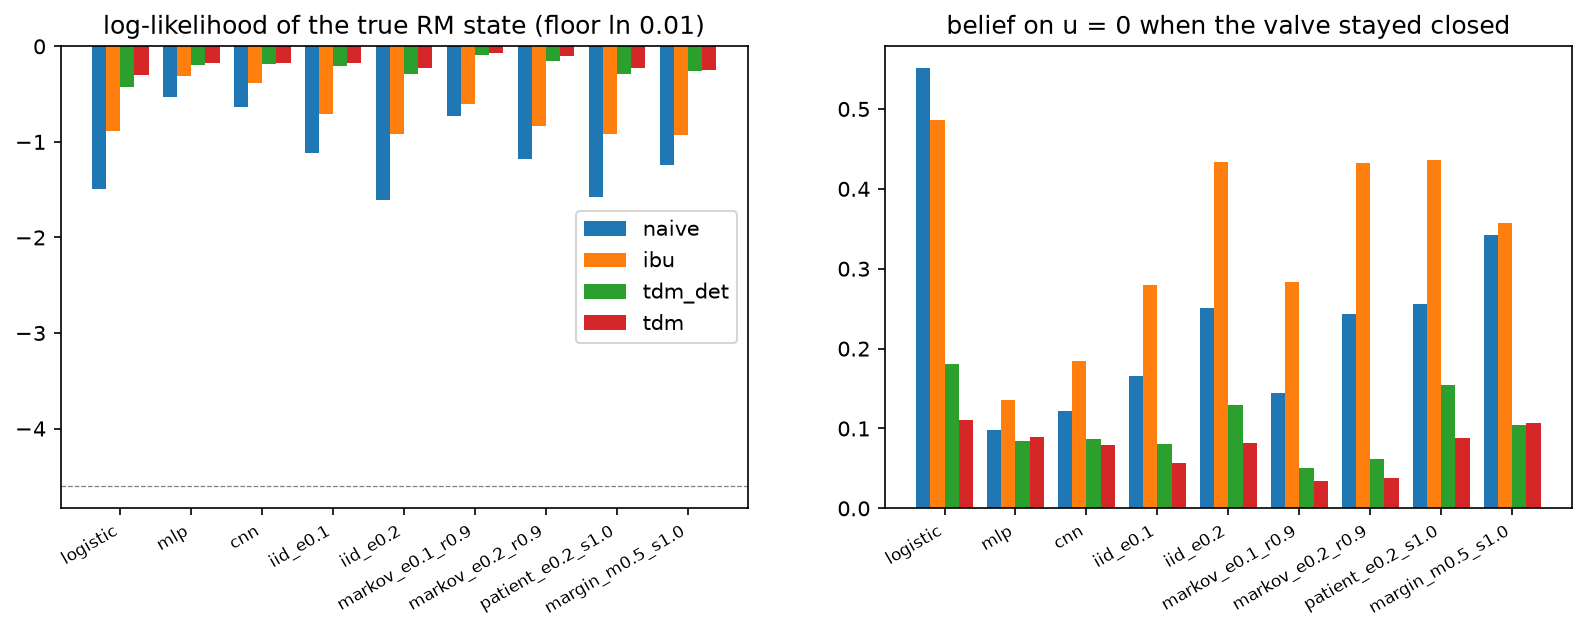 log-likelihood of the true RM state (floor ln 0.01)
0
−1
−2
−3
−4
naive
ibu
tdm_det
tdm
logistic
mlp
cnn
iid_e0.1
iid_e0.2
markov_e0.1_r0.9
markov_e0.2_r0.9
patient_e0.2_s1.0
margin_m0.5_s1.0
belief on u = 0 when the valve stayed closed
0.5
0.4
0.3
0.2
0.1
0.0
logistic
mlp
cnn
iid_e0.1
iid_e0.2
markov_e0.1_r0.9
markov_e0.2_r0.9
patient_e0.2_s1.0
margin_m0.5_s1.0